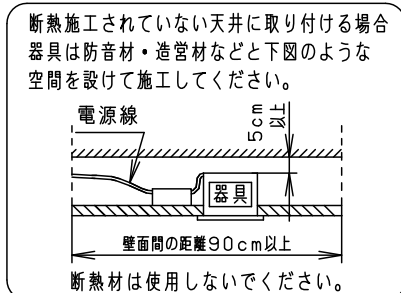 断熱施工されていない天井に取り付ける場合
器具は防音材・造営材などと下図のような
空間を設けて施工してください。
電源線
5cm
以上
器具
壁面間の距離90cm以上
断熱材は使用しないでください。